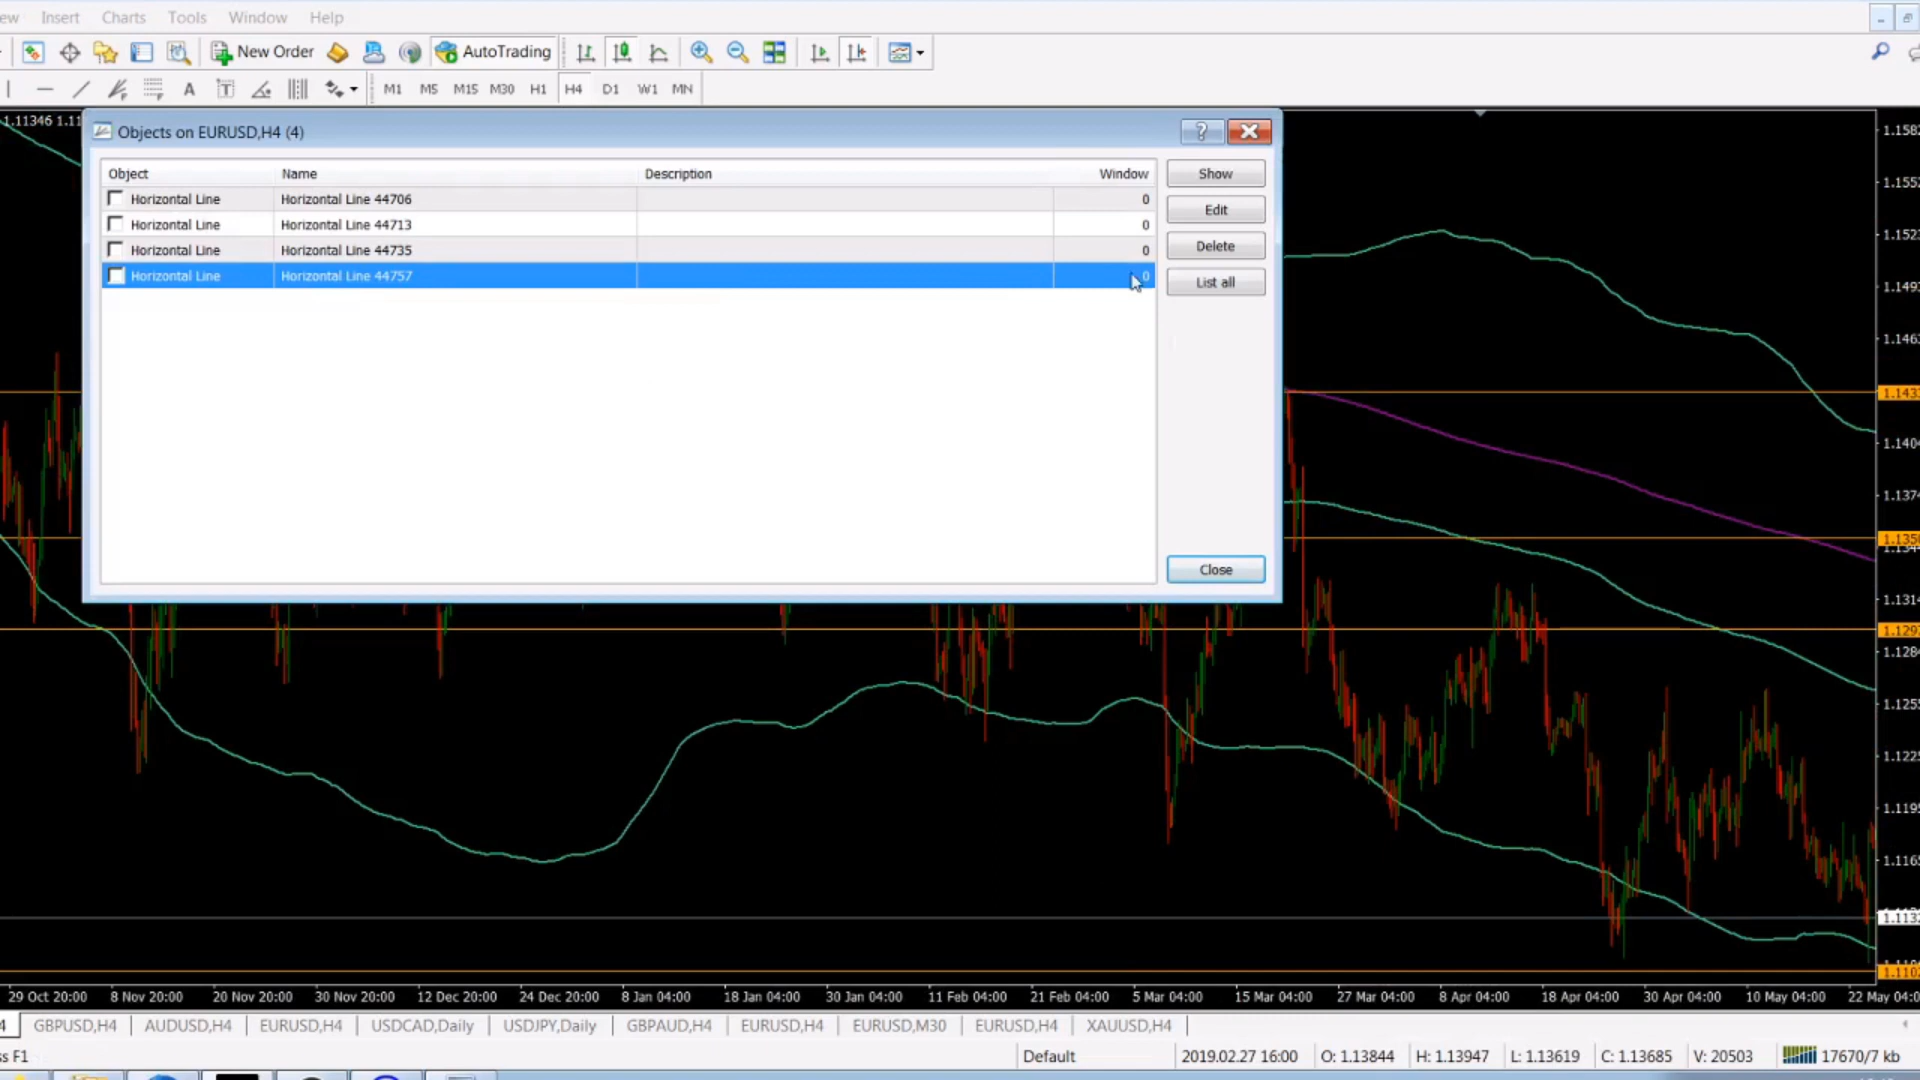 Insert Charts Tools Window Help
New Order AutoTrading
A T M1 M5 M15 M30 H1 H4 D1 W1 MN
1.11346
Objects on EURUSD,H4 (4) ?
Object Name Description Window
Horizontal Line Horizontal Line 44706 0
Horizontal Line Horizontal Line 44713 0
Horizontal Line Horizontal Line 44735 0
Horizontal Line Horizontal Line 44757 0
Show
Edit
Delete
List all
Close
29 Oct 20:00 8 Nov 20:00 20 Nov 20:00 30 Nov 20:00 12 Dec 20:00 24 Dec 20:00 8 Jan 04:00 18 Jan 04:00 30 Jan 04:00 11 Feb 04:00 21 Feb 04:00 5 Mar 04:00 15 Mar 04:00 27 Mar 04:00 8 Apr 04:00 18 Apr 04:00 30 Apr 04:00 10 May 04:00 22 May
GBPUSD,H4 AUDUSD,H4 EURUSD,H4 USDCAD,Daily USDJPY,Daily GBPAUD,H4 EURUSD,H4 EURUSD,M30 EURUSD,H4 XAUUSD,H4
F1 Default 2019.02.27 16:00 O: 1.13844 H: 1.13947 L: 1.13619 C: 1.13685 V: 20503 17670/7 kb